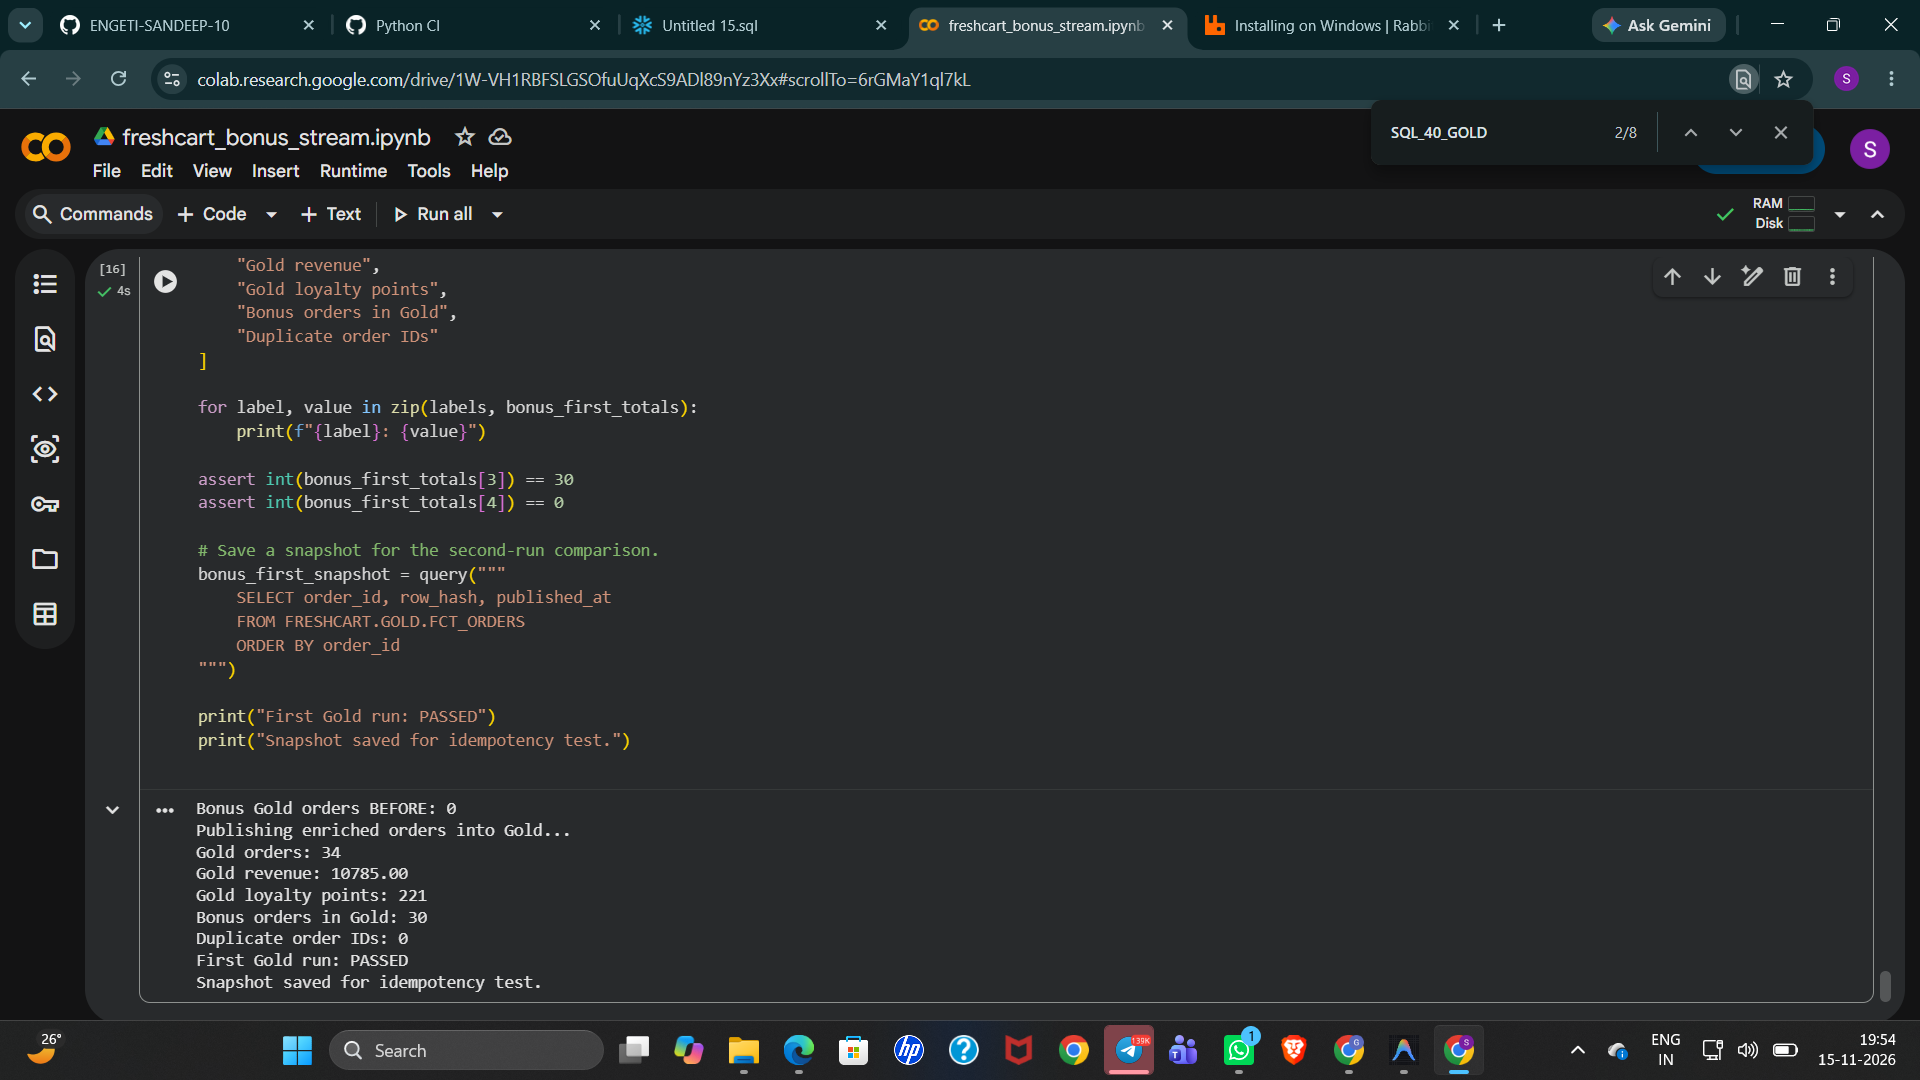 ENGETI-SANDEEP-10
Python CI
Untitled 15.sql
freshcart_bonus_stream.ipynb
Installing on Windows | Rabbi
Ask Gemini
colab.research.google.com/drive/1W-VH1RBFSLGSOfuUqXcS9ADl89nYz3Xx#scrollTo=6rGMaY1ql7kL
S
SQL_40_GOLD
2/8
freshcart_bonus_stream.ipynb
S
File Edit View Insert Runtime Tools Help
Commands + Code + Text Run all
RAM
Disk
[16]
4s
"Gold revenue",
"Gold loyalty points",
"Bonus orders in Gold",
"Duplicate order IDs"
]
for label, value in zip(labels, bonus_first_totals):
print(f"{label}: {value}")
assert int(bonus_first_totals[3]) == 30
assert int(bonus_first_totals[4]) == 0
# Save a snapshot for the second-run comparison.
bonus_first_snapshot = query("""
SELECT order_id, row_hash, published_at
FROM FRESHCART.GOLD.FCT_ORDERS
ORDER BY order_id
""")
print("First Gold run: PASSED")
print("Snapshot saved for idempotency test.")
Bonus Gold orders BEFORE: 0
Publishing enriched orders into Gold...
Gold orders: 34
Gold revenue: 10785.00
Gold loyalty points: 221
Bonus orders in Gold: 30
Duplicate order IDs: 0
First Gold run: PASSED
Snapshot saved for idempotency test.
26°
Search
hp
139K
1
G
S
ENG
IN
19:54
15-11-2026